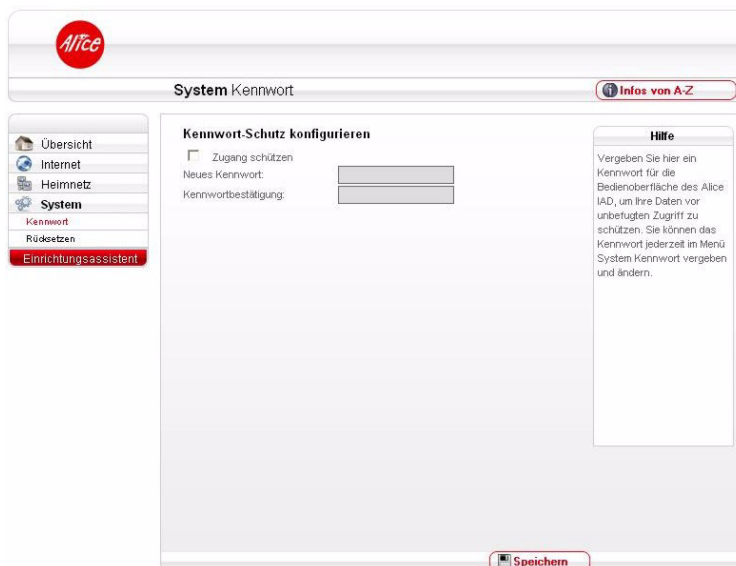 Alice
System Kennwort
Infos von A-Z
Übersicht
Internet
Heimnetz
System
Kennwort
Rücksetzen
Einrichtungsassistent
Kennwort-Schutz konfigurieren
Zugang schützen
Neues Kennwort:
Kennwortbestätigung:
Hilfe
Vergeben Sie hier ein
Kennwort für die
Bedienoberfläche des Alice
IAD, um Ihre Daten vor
unbefugten Zugriff zu
schützen. Sie können das
Kennwort jederzeit im Menü
System Kennwort vergeben
und ändern.
Speichern